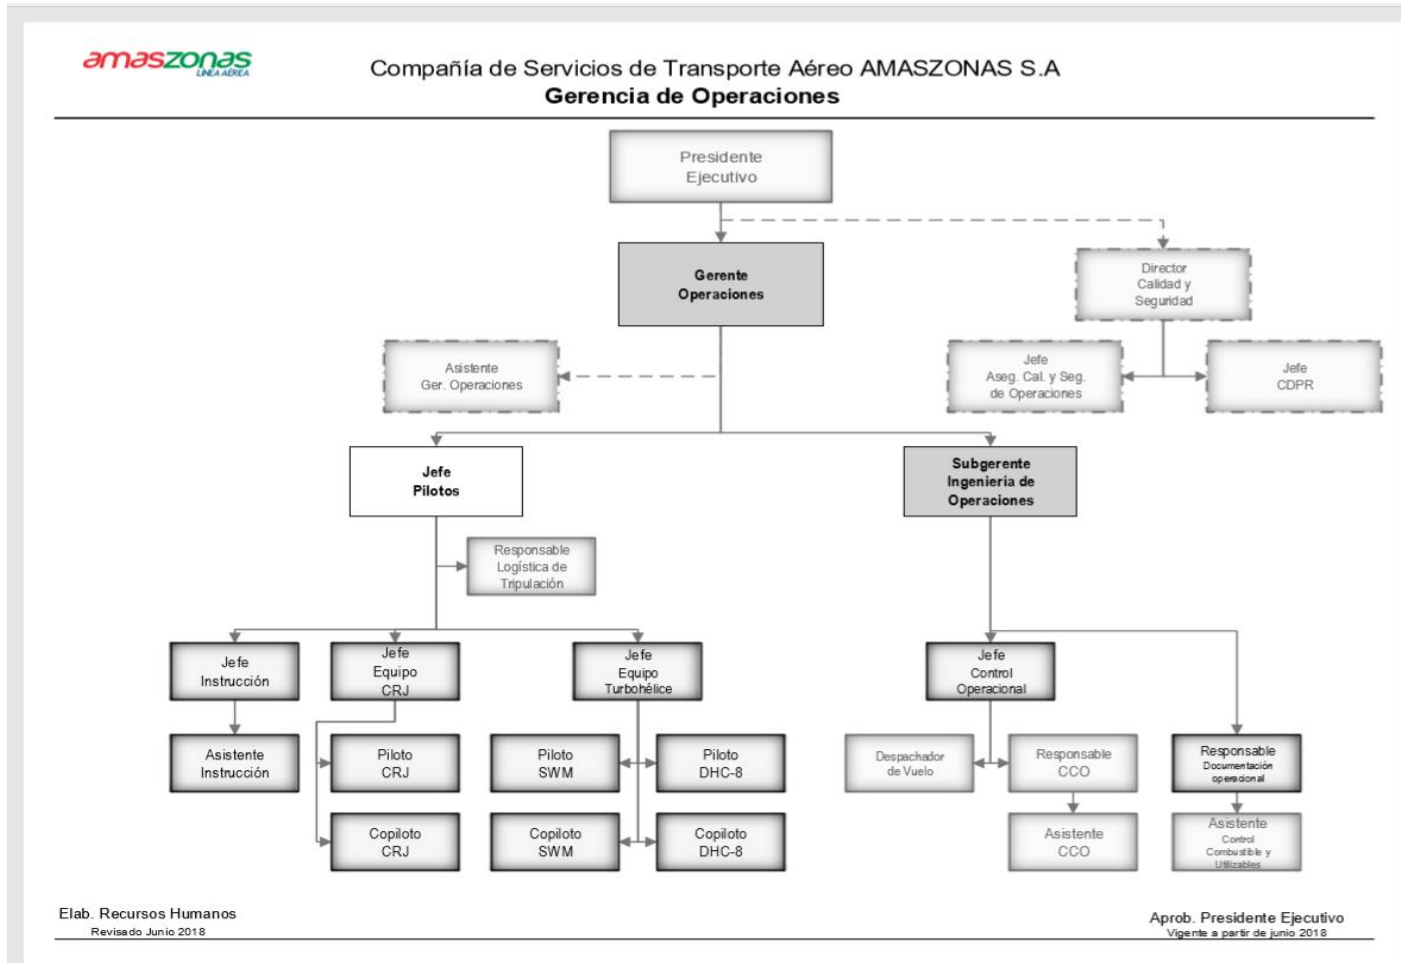 amaszonas
LÍNEA AÉREA
Compañía de Servicios de Transporte Aéreo AMASZONAS S.A
Gerencia de Operaciones
Presidente
Ejecutivo
Gerente
Operaciones
Director
Calidad y
Seguridad
Asistente
Ger. Operaciones
Jefe
Aseg. Cal. y Seg.
de Operaciones
Jefe
CDPR
Jefe
Pilotos
Subgerente
Ingeniería de
Operaciones
Responsable
Logística de
Tripulación
Jefe
Instrucción
Jefe
Equipo
CRJ
Jefe
Equipo
Turbohélice
Jefe
Control
Operacional
Asistente
Instrucción
Piloto
CRJ
Piloto
SWM
Piloto
DHC-8
Despachador
de Vuelo
Responsable
CCO
Responsable
Documentación
operacional
Copiloto
CRJ
Copiloto
SWM
Copiloto
DHC-8
Asistente
CCO
Asistente
Control
Combustible y
Utilizables
Elab. Recursos Humanos
Revisado Junio 2018
Aprob. Presidente Ejecutivo
Vigente a partir de junio 2018